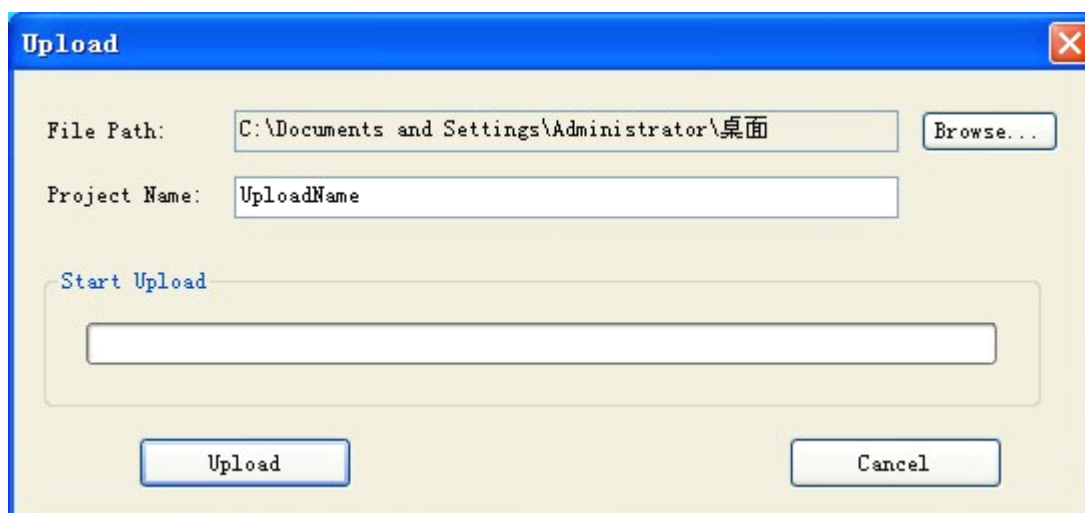 Upload
File Path: C:\Documents and Settings\Administrator\桌面 Browse...
Project Name: UploadName
Start Upload
Upload Cancel